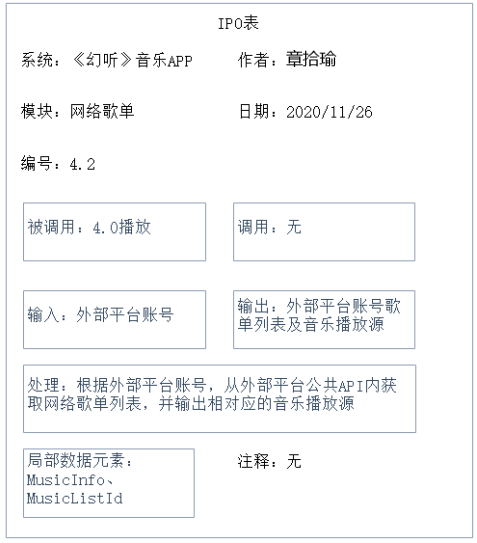 IPO表
系统：《幻听》音乐APP
作者：章拾瑜
模块：网络歌单
日期：2020/11/26
编号：4.2
被调用：4.0播放
调用：无
输入：外部平台账号
输出：外部平台账号歌
单列表及音乐播放源
处理：根据外部平台账号，从外部平台公共API内获
取网络歌单列表，并输出相对应的音乐播放源
局部数据元素：
MusicInfo、
MusicListId
注释：无